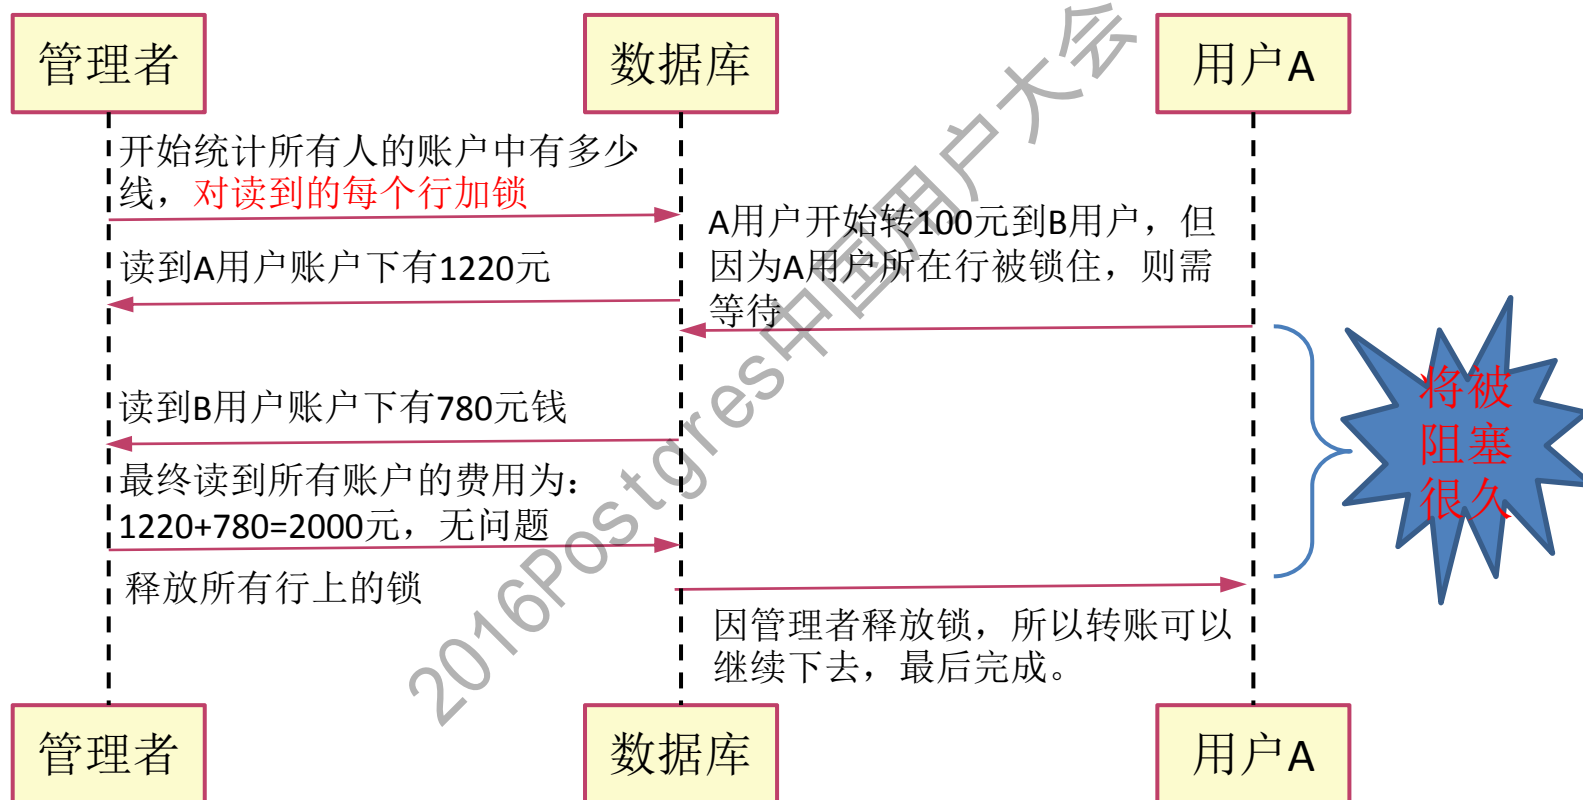 管理者
数据库
用户A
开始统计所有人的账户中有多少
线，对读到的每个行加锁
A用户开始转100元到B用户，但
因为A用户所在行被锁住，则需
等待
读到A用户账户下有1220元
读到B用户账户下有780元钱
将被
阻塞
很久
最终读到所有账户的费用为：
1220+780=2000元，无问题
释放所有行上的锁
因管理者释放锁，所以转账可以
继续下去，最后完成。
管理者
数据库
用户A
2016Postgres中国用户大会